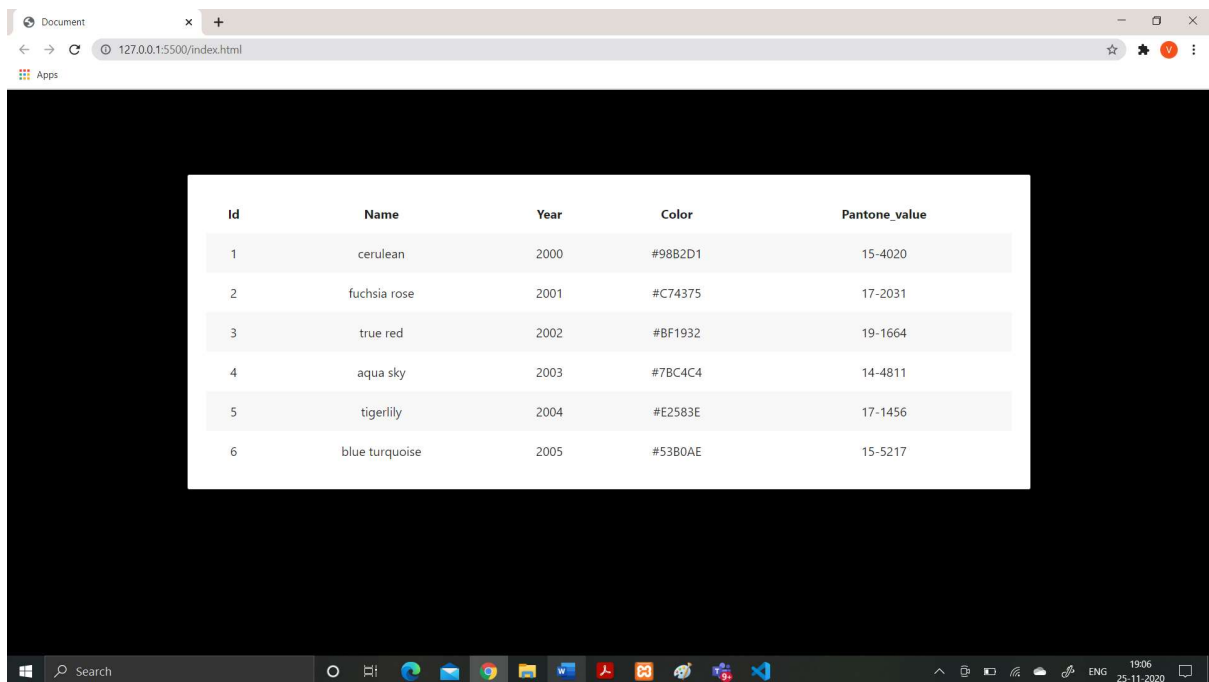 Document
127.0.0.1:5500/index.html
V
Apps
Id Name Year Color Pantone_value
1 cerulean 2000 #98B2D1 15-4020
2 fuchsia rose 2001 #C74375 17-2031
3 true red 2002 #BF1932 19-1664
4 aqua sky 2003 #7BC4C4 14-4811
5 tigerlily 2004 #E2583E 17-1456
6 blue turquoise 2005 #53B0AE 15-5217
Search ENG 19:06
25-11-2020